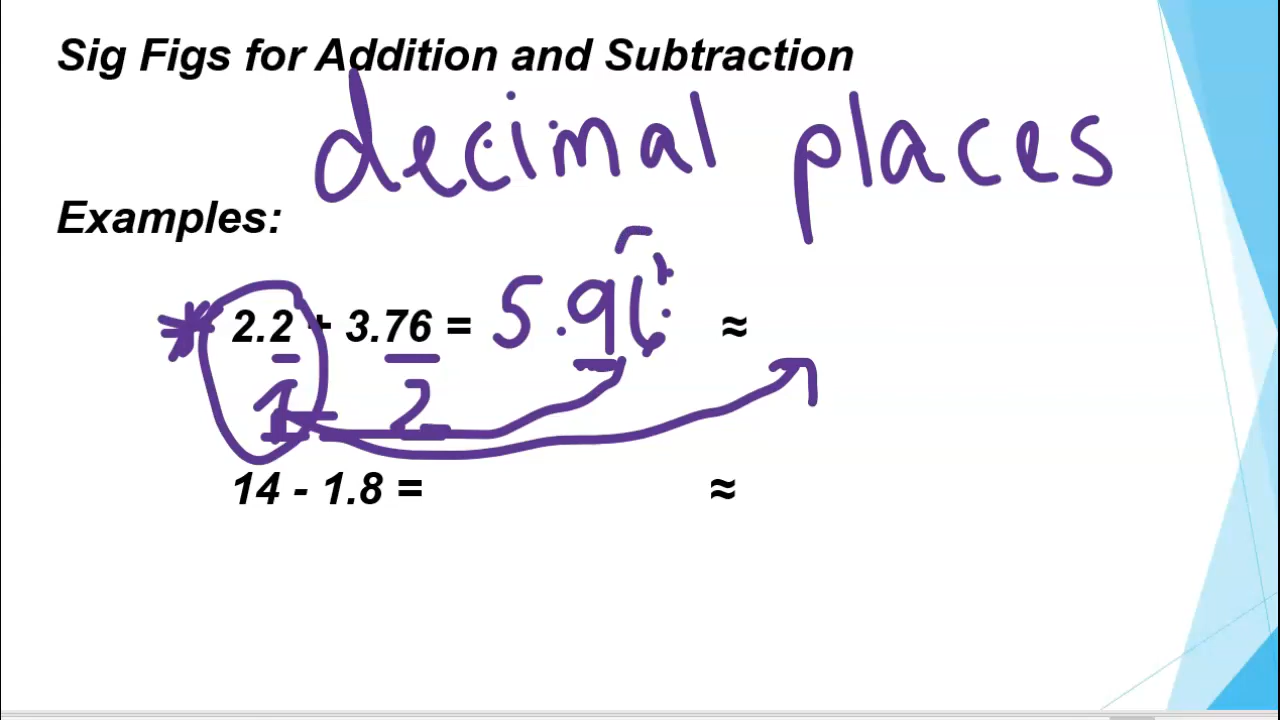 Sig Figs for Addition and Subtraction
decimal places
Examples:
2.2 + 3.76 = 5.96 ≈
1 2
14 - 1.8 = ≈